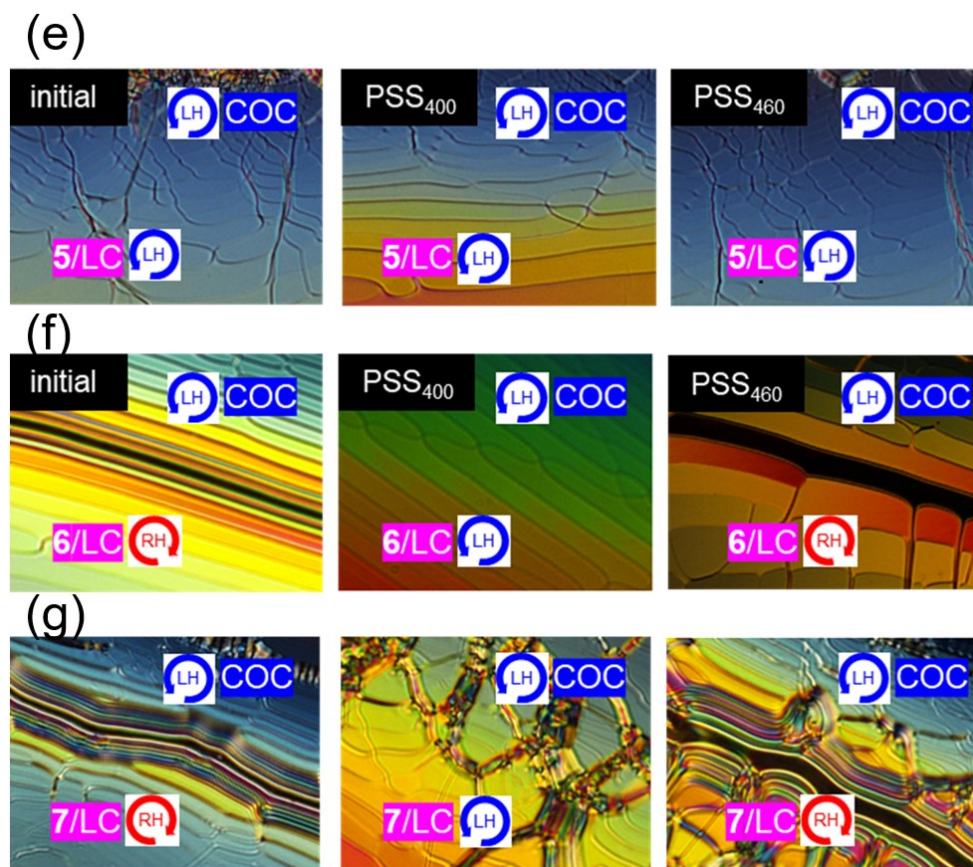 (e)
initial LH COC PSS₄₀₀ LH COC PSS₄₆₀ LH COC
5/LC LH 5/LC LH 5/LC LH
(f)
initial LH COC PSS₄₀₀ LH COC PSS₄₆₀ LH COC
6/LC RH 6/LC LH 6/LC RH
(g)
LH COC LH COC LH COC
7/LC RH 7/LC LH 7/LC RH